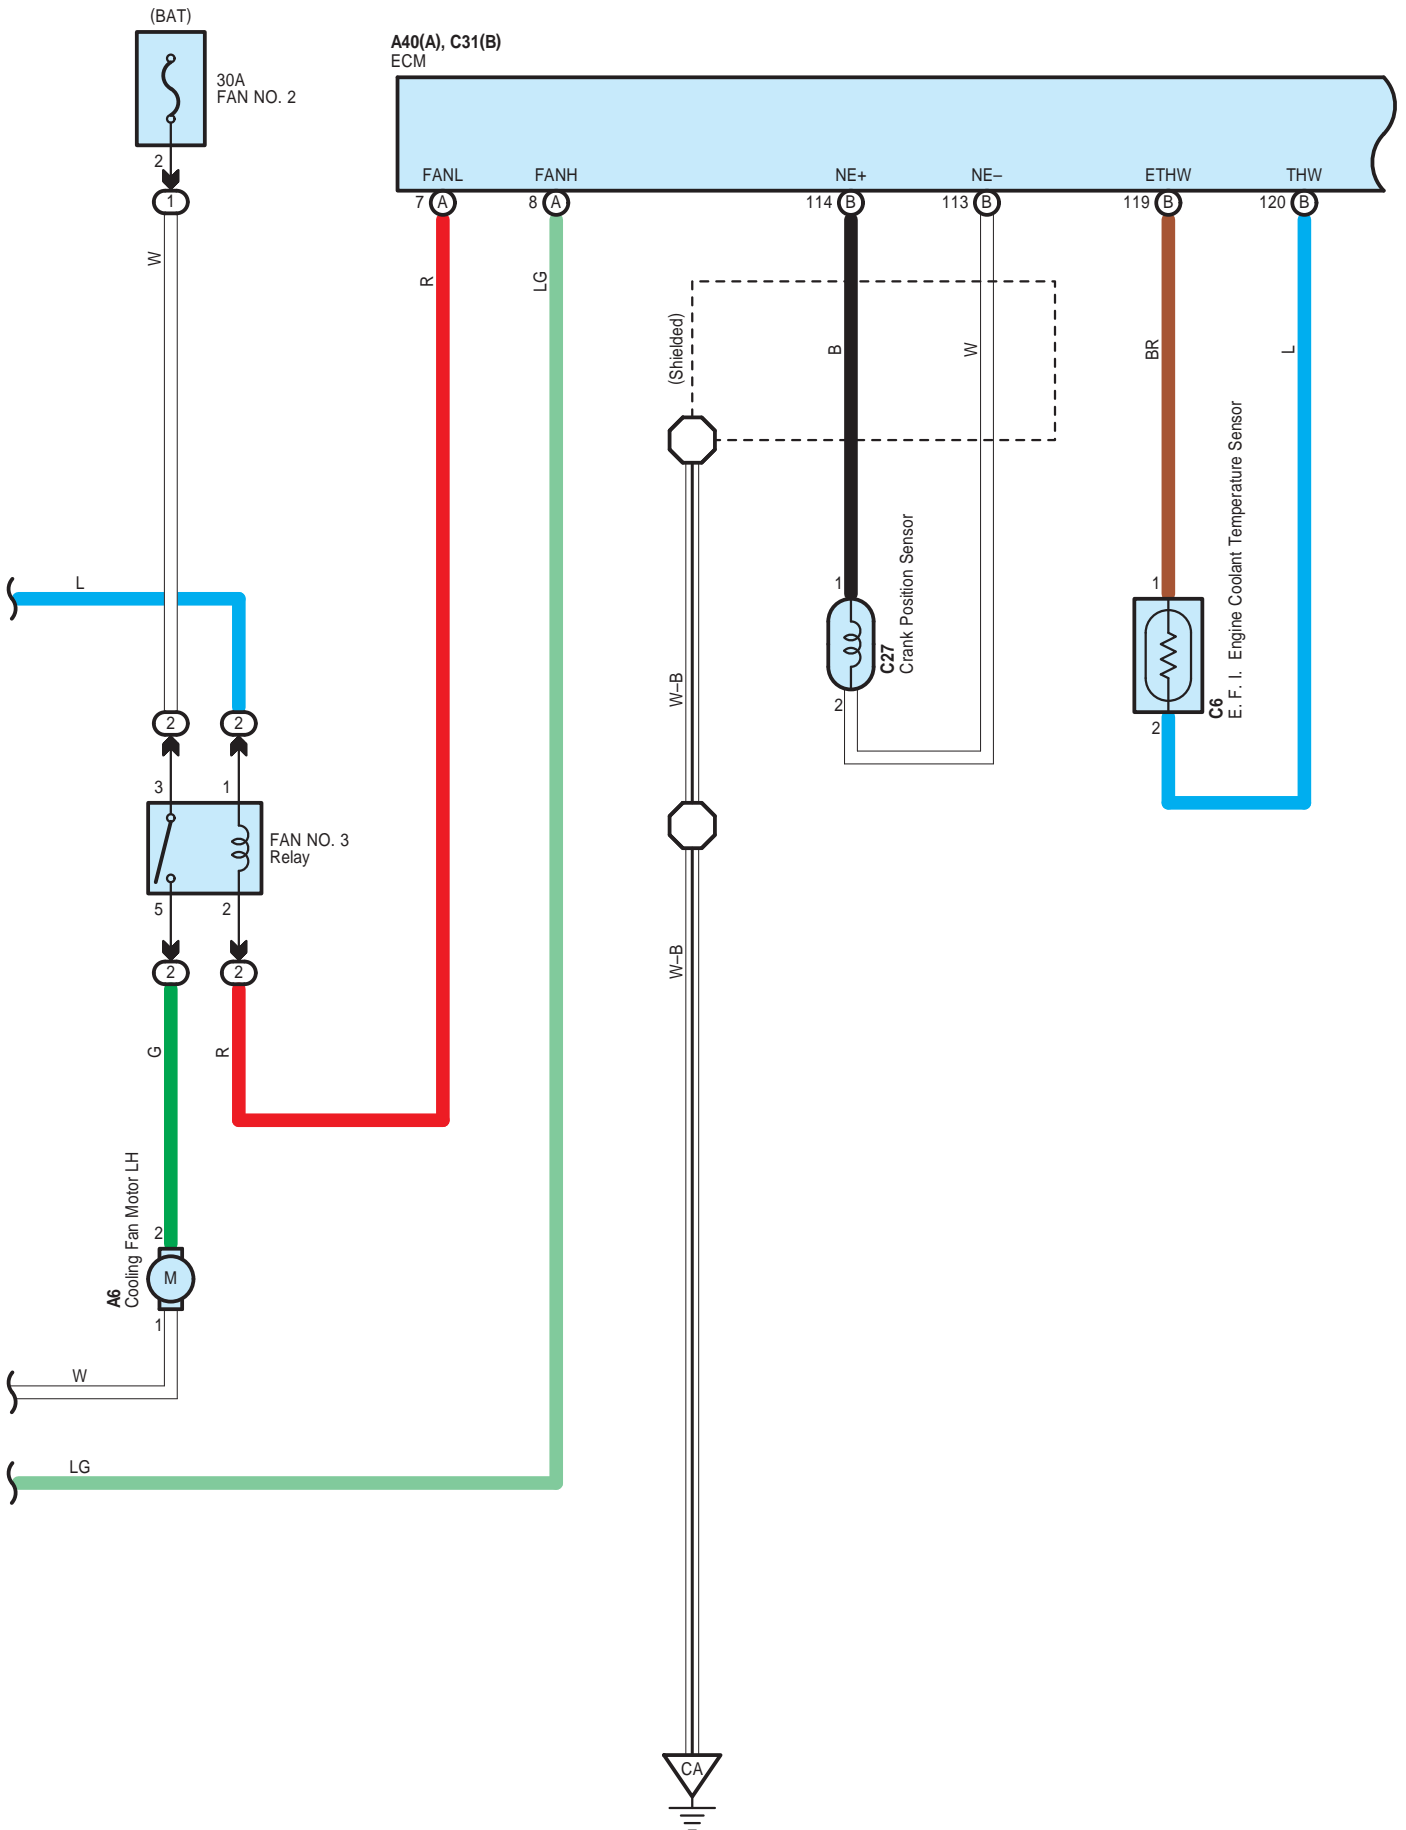 (BAT)
30A
FAN NO. 2
2
1
W
A40(A), C31(B)
ECM
FANL
FANH
NE+
NE–
ETHW
THW
7 A
8 A
114 B
113 B
119 B
120 B
R
LG
(Shielded)
B
W
BR
L
L
2
2
3
1
FAN NO. 3
Relay
5
2
2
2
G
R
1
C27
Crank Position Sensor
2
1
C6
E. F. I. Engine Coolant Temperature Sensor
2
W–B
W–B
A6
Cooling Fan Motor LH
2
M
1
W
LG
CA